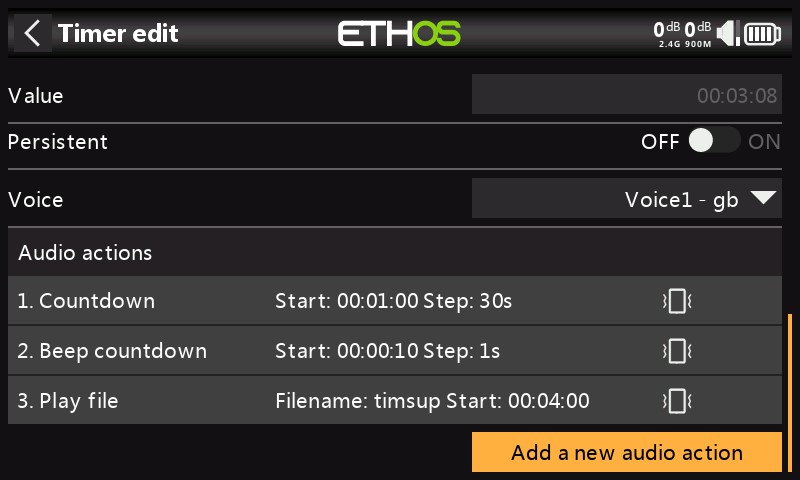 Timer edit
ETHOS
0 dB 0 dB
2.4G 900M
Value 00:03:08
Persistent OFF ON
Voice Voice1 - gb
Audio actions
1. Countdown Start: 00:01:00 Step: 30s
2. Beep countdown Start: 00:00:10 Step: 1s
3. Play file Filename: timsup Start: 00:04:00
Add a new audio action